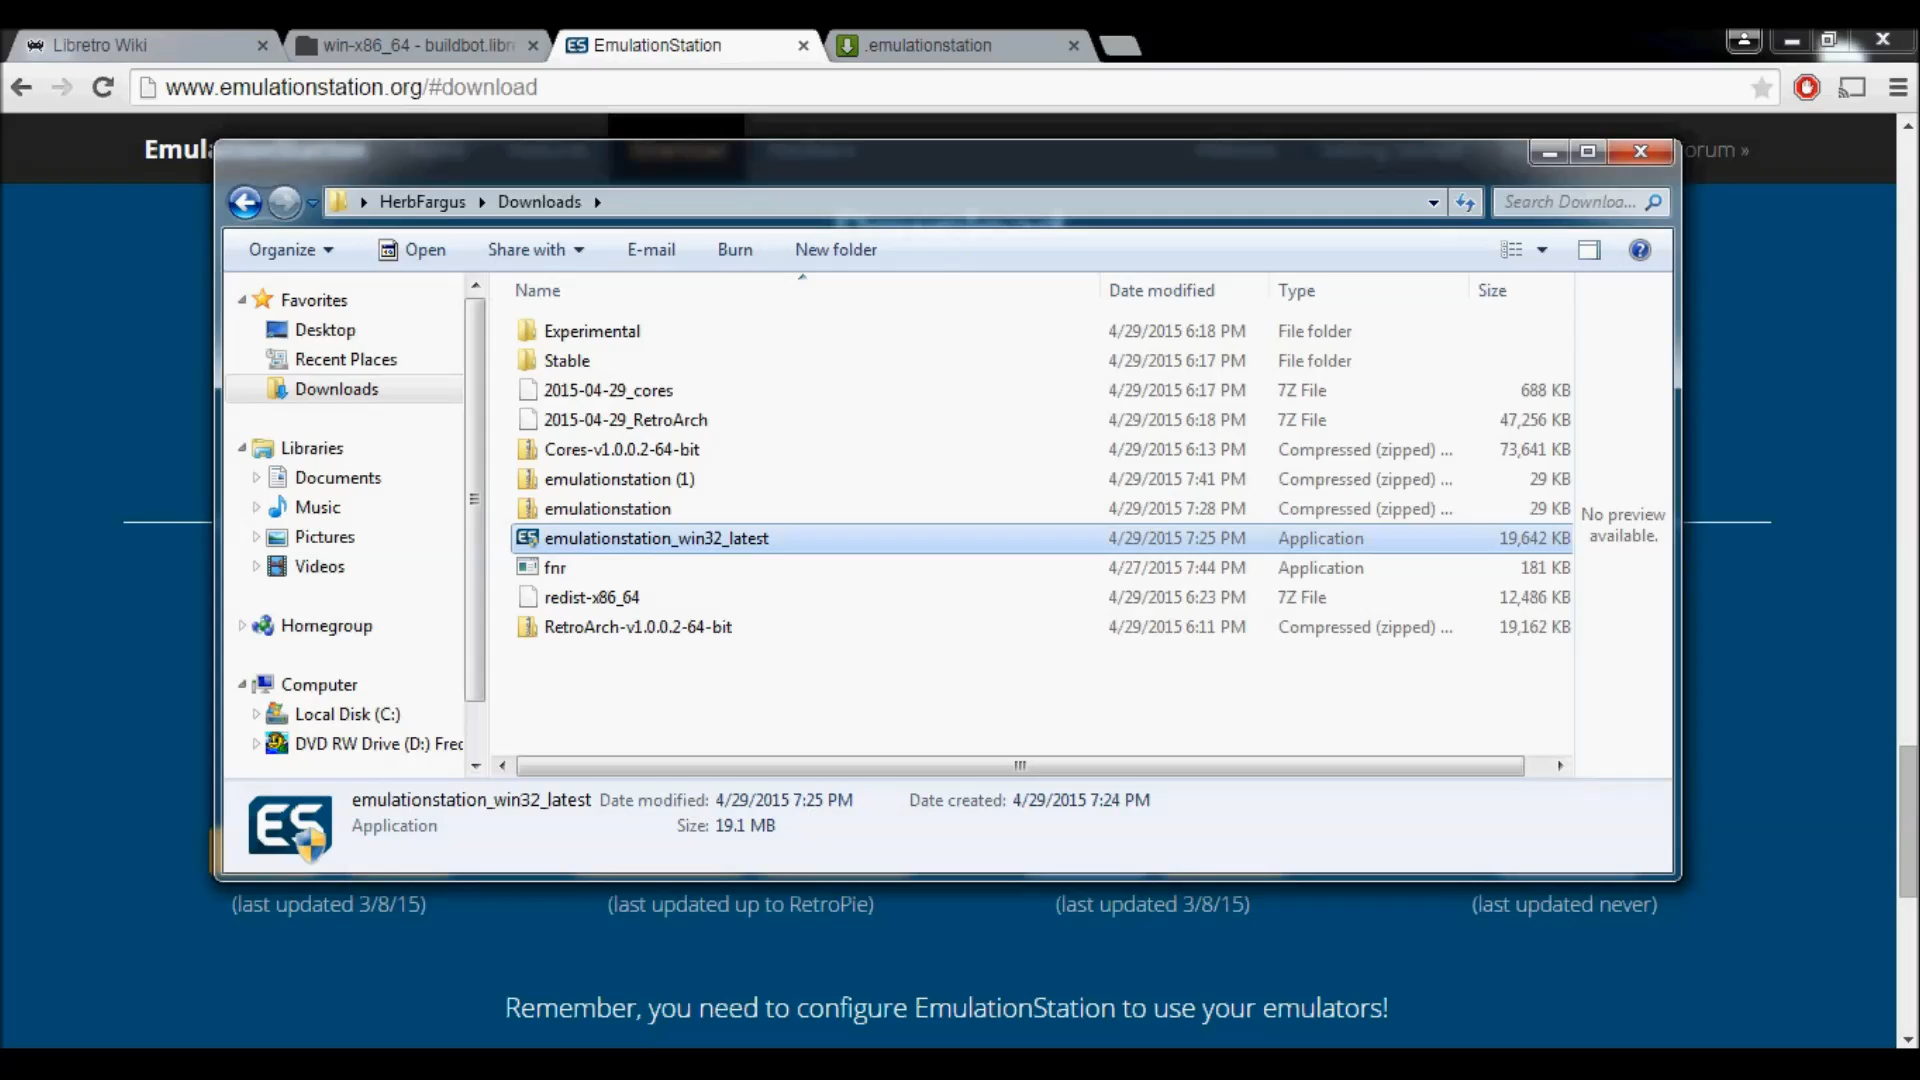 Libretro Wiki
win-x86_64 - buildbot.libr
EmulationStation
.emulationstation
www.emulationstation.org/#download
Emul
orum »
HerbFargus
Downloads
Search Downloa...
Organize
Open
Share with
E-mail
Burn
New folder
Name
Date modified
Type
Size
Favorites
Desktop
Recent Places
Downloads
Libraries
Documents
Music
Pictures
Videos
Homegroup
Computer
Local Disk (C:)
DVD RW Drive (D:) Frec
Experimental 4/29/2015 6:18 PM File folder
Stable 4/29/2015 6:17 PM File folder
2015-04-29_cores 4/29/2015 6:17 PM 7Z File 688 KB
2015-04-29_RetroArch 4/29/2015 6:18 PM 7Z File 47,256 KB
Cores-v1.0.0.2-64-bit 4/29/2015 6:13 PM Compressed (zipped) ... 73,641 KB
emulationstation (1) 4/29/2015 7:41 PM Compressed (zipped) ... 29 KB
emulationstation 4/29/2015 7:28 PM Compressed (zipped) ... 29 KB
emulationstation_win32_latest 4/29/2015 7:25 PM Application 19,642 KB
fnr 4/27/2015 7:44 PM Application 181 KB
redist-x86_64 4/29/2015 6:23 PM 7Z File 12,486 KB
RetroArch-v1.0.0.2-64-bit 4/29/2015 6:11 PM Compressed (zipped) ... 19,162 KB
No preview
available.
ES
emulationstation_win32_latest Date modified: 4/29/2015 7:25 PM Date created: 4/29/2015 7:24 PM
Application Size: 19.1 MB
(last updated 3/8/15)
(last updated up to RetroPie)
(last updated 3/8/15)
(last updated never)
Remember, you need to configure EmulationStation to use your emulators!